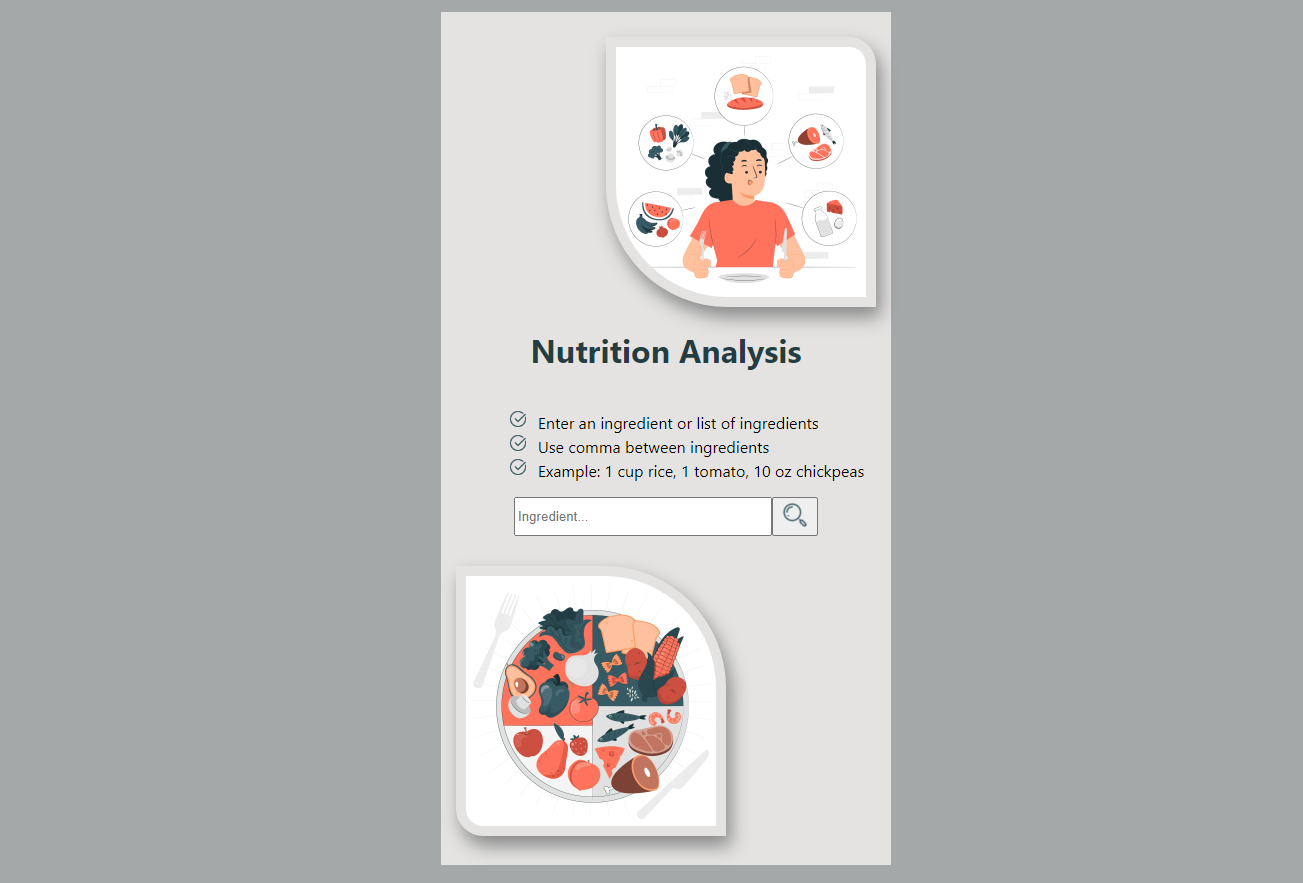 Nutrition Analysis
Enter an ingredient or list of ingredients
Use comma between ingredients
Example: 1 cup rice, 1 tomato, 10 oz chickpeas
Ingredient...